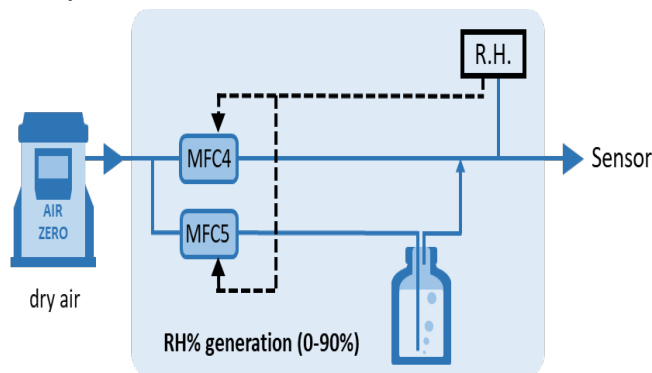 R.H.
MFC4
Sensor
AIR
ZERO
MFC5
dry air
RH% generation (0-90%)